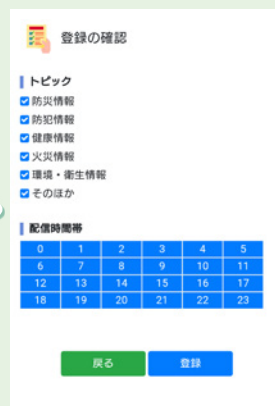 登録の確認
トピック
防災情報
防犯情報
健康情報
火災情報
環境・衛生情報
そのほか
配信時間帯
0 1 2 3 4 5
6 7 8 9 10 11
12 13 14 15 16 17
18 19 20 21 22 23
戻る 登録